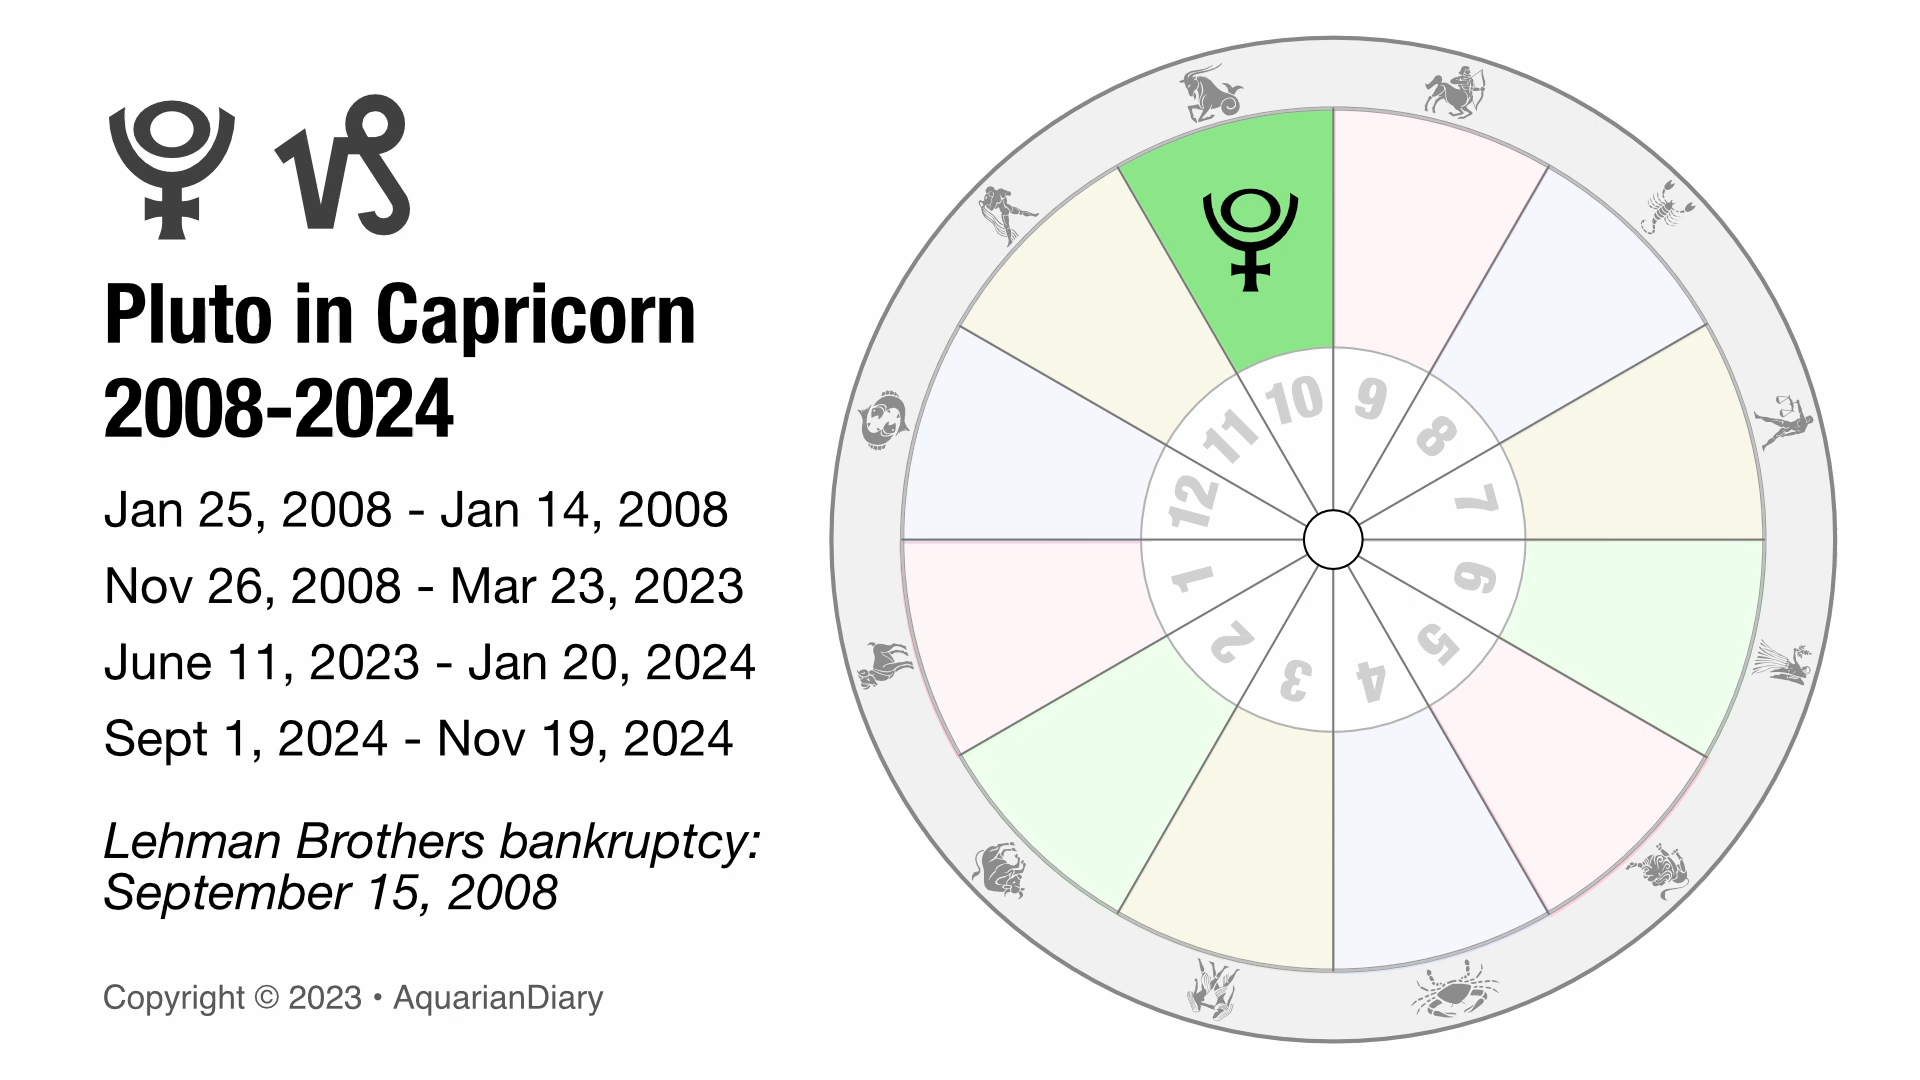 Pluto in Capricorn
2008-2024
Jan 25, 2008 - Jan 14, 2008
Nov 26, 2008 - Mar 23, 2023
June 11, 2023 - Jan 20, 2024
Sept 1, 2024 - Nov 19, 2024
Lehman Brothers bankruptcy:
September 15, 2008
Copyright © 2023 • AquarianDiary
10
9
8
7
6
5
4
3
2
1
12
11